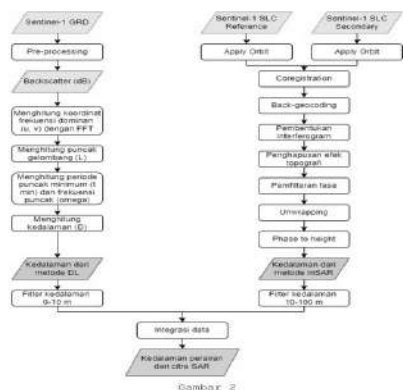 Sentinel-1 GRD
Pre-processing
Backscatter (dB)
Menghitung koordinat
frekuensi dominan
(u, v) dengan FFT
Menghitung puncak
gelombang (L)
Menghitung periode
puncak minimum (t
min) dan frekuensi
puncak (omega)
Menghitung
kedalaman (D)
Kedalaman dari
metode DL
Filter kedalaman
0-10 m
Sentinel-1 SLC
Reference
Sentinel-1 SLC
Secondary
Apply Orbit
Apply Orbit
Coregistration
Back-geocoding
Pembentukan
interferogram
Penghapusan efek
topografi
Pemfilteran fasa
Unwrapping
Phase to height
Kedalaman dari
metode InSAR
Filter kedalaman
10-100 m
Integrasi data
Kedalaman perairan
dari citra SAR
Gambar 2